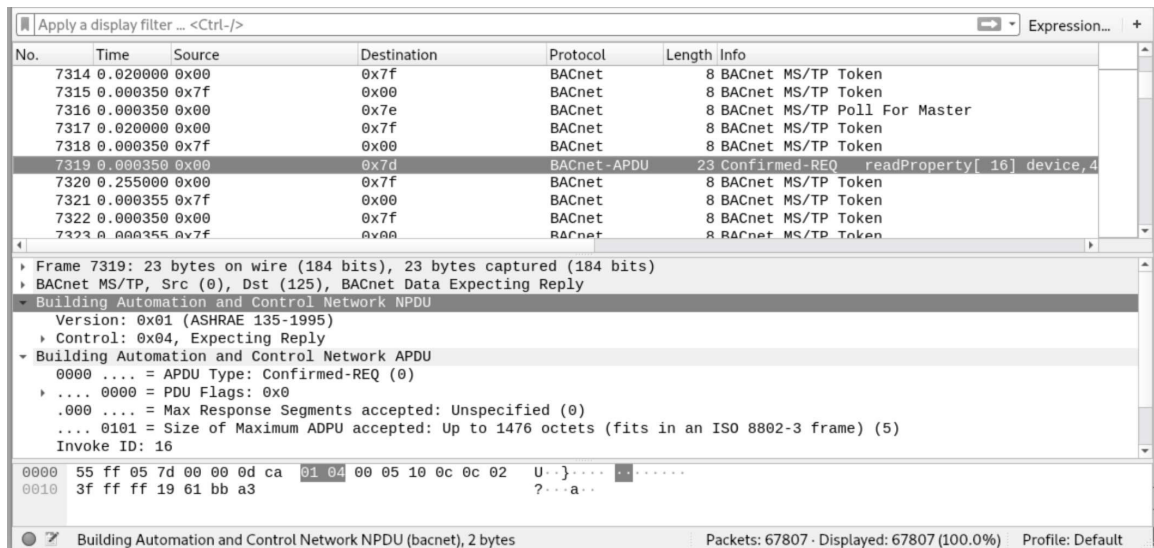 Apply a display filter ... <Ctrl-/> Expression... +
No. Time Source Destination Protocol Length Info
7314 0.020000 0x00 0x7f BACnet 8 BACnet MS/TP Token
7315 0.000350 0x7f 0x00 BACnet 8 BACnet MS/TP Token
7316 0.000350 0x00 0x7e BACnet 8 BACnet MS/TP Poll For Master
7317 0.020000 0x00 0x7f BACnet 8 BACnet MS/TP Token
7318 0.000350 0x7f 0x00 BACnet 8 BACnet MS/TP Token
7319 0.000350 0x00 0x7d BACnet-APDU 23 Confirmed-REQ readProperty[ 16] device,4
7320 0.255000 0x00 0x7f BACnet 8 BACnet MS/TP Token
7321 0.000355 0x7f 0x00 BACnet 8 BACnet MS/TP Token
7322 0.000350 0x00 0x7f BACnet 8 BACnet MS/TP Token
7323 0.000355 0x7f 0x00 BACnet 8 BACnet MS/TP Token
Frame 7319: 23 bytes on wire (184 bits), 23 bytes captured (184 bits)
BACnet MS/TP, Src (0), Dst (125), BACnet Data Expecting Reply
Building Automation and Control Network NPDU
Version: 0x01 (ASHRAE 135-1995)
Control: 0x04, Expecting Reply
Building Automation and Control Network APDU
0000 .... = APDU Type: Confirmed-REQ (0)
.... 0000 = PDU Flags: 0x0
.000 .... = Max Response Segments accepted: Unspecified (0)
.... 0101 = Size of Maximum ADPU accepted: Up to 1476 octets (fits in an ISO 8802-3 frame) (5)
Invoke ID: 16
0000 55 ff 05 7d 00 00 0d ca 01 04 00 05 10 0c 0c 02 U··}···· ········
0010 3f ff ff 19 61 bb a3 ?···a··
Building Automation and Control Network NPDU (bacnet), 2 bytes Packets: 67807 · Displayed: 67807 (100.0%) Profile: Default